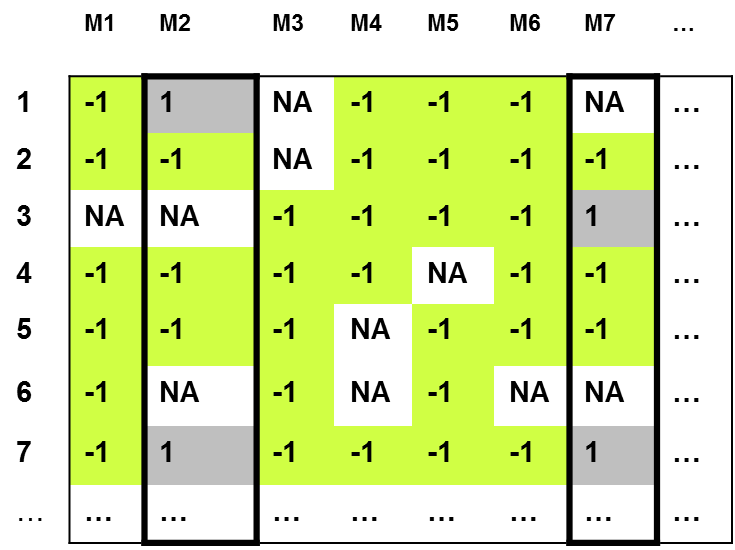 M1 M2 M3 M4 M5 M6 M7 ...
1 -1 1 NA -1 -1 -1 NA ...
2 -1 -1 NA -1 -1 -1 -1 ...
3 NA NA -1 -1 -1 -1 1 ...
4 -1 -1 -1 -1 NA -1 -1 ...
5 -1 -1 -1 NA -1 -1 -1 ...
6 -1 NA -1 NA -1 NA NA ...
7 -1 1 -1 -1 -1 -1 1 ...
... ... ... ... ... ... ... ... ...